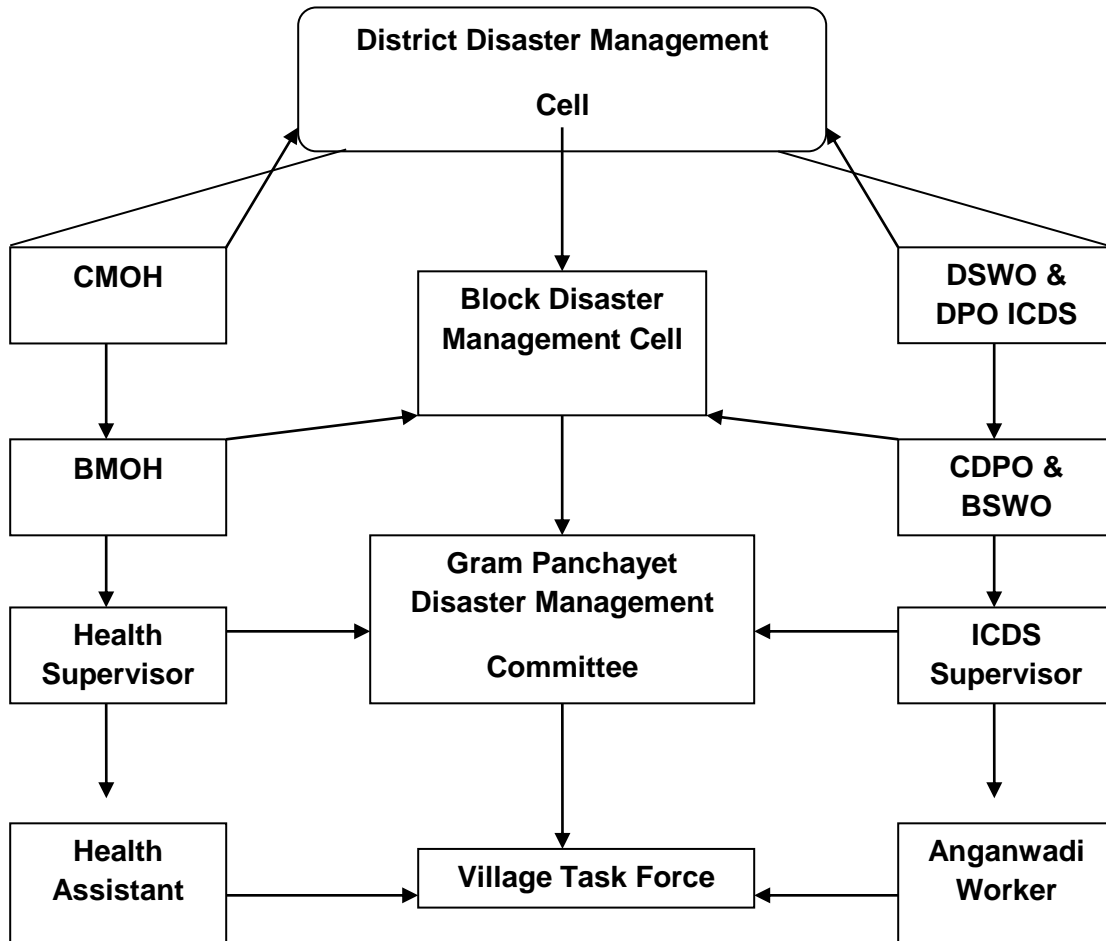 District Disaster Management
Cell
CMOH
Block Disaster
Management Cell
DSWO &
DPO ICDS
BMOH
CDPO &
BSWO
Gram Panchayet
Disaster Management
Committee
Health
Supervisor
ICDS
Supervisor
Health
Assistant
Village Task Force
Anganwadi
Worker